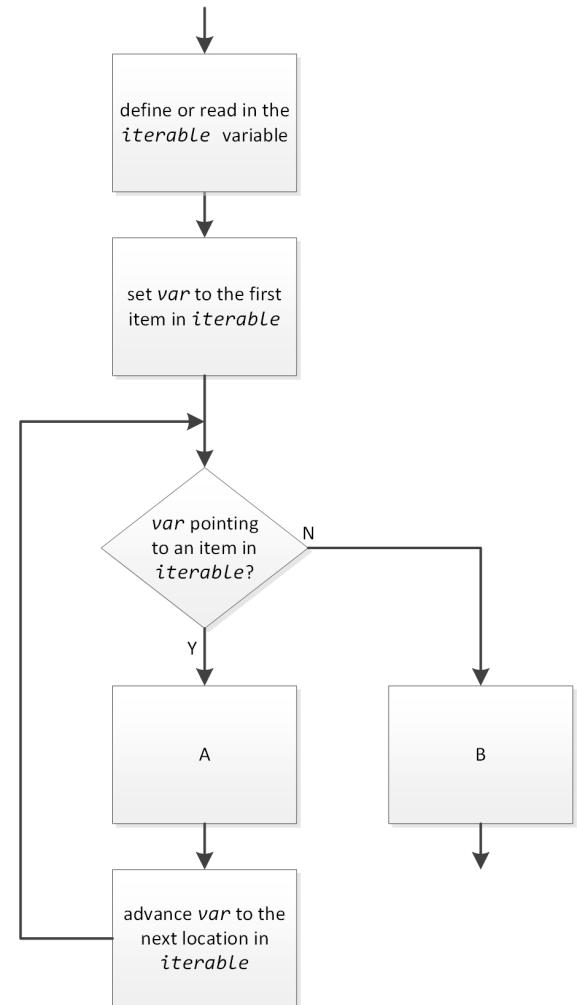 define or read in the
iterable variable
set var to the first
item in iterable
var pointing
to an item in
iterable?
N
Y
A
B
advance var to the
next location in
iterable